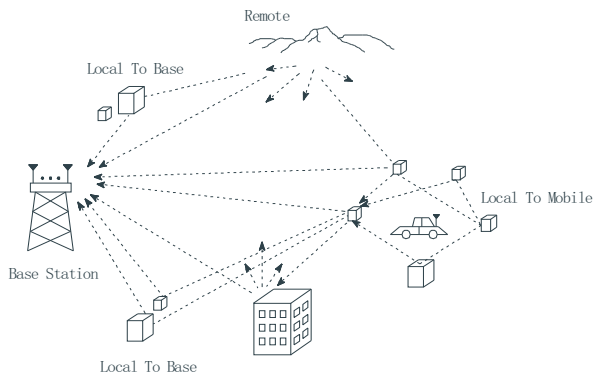 Remote
Local To Base
Local To Mobile
Base Station
Local To Base